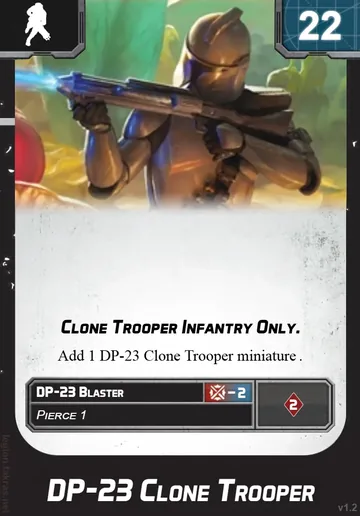 22
Clone Trooper Infantry Only.
Add 1 DP-23 Clone Trooper miniature .
DP-23 Blaster
-2
Pierce 1
2
DP-23 Clone Trooper
v1.2